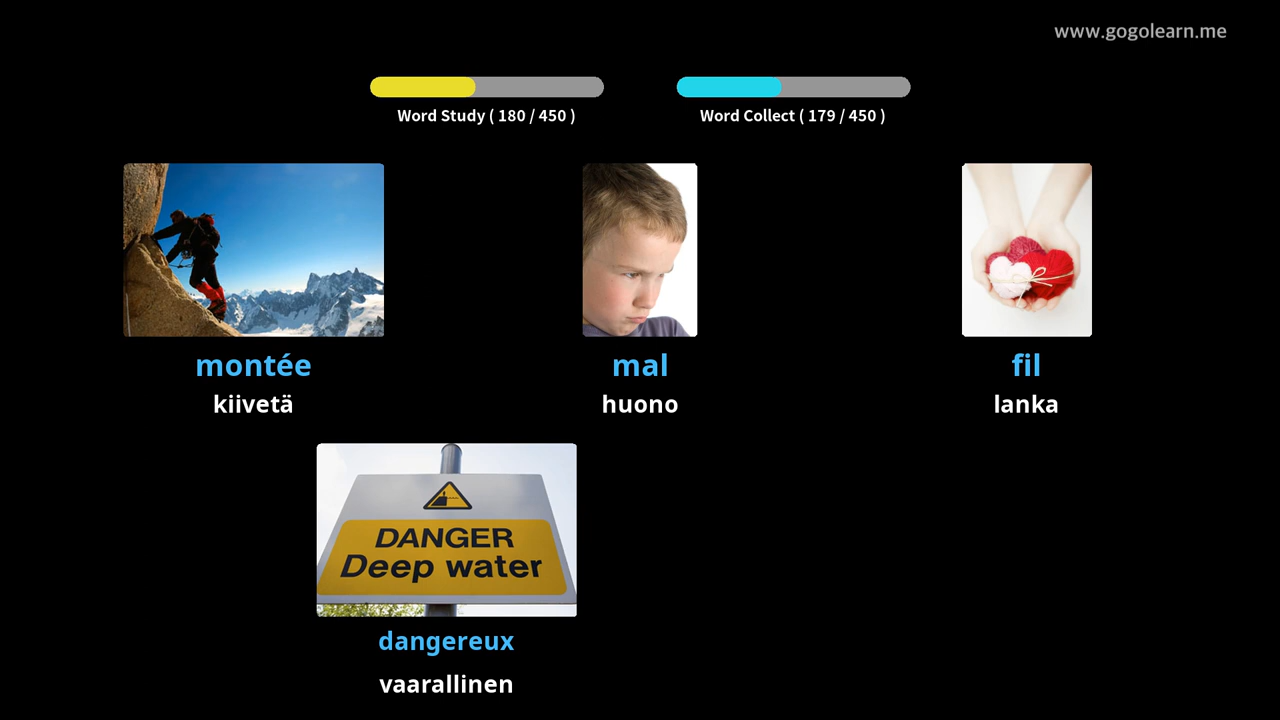 www.gogolearn.me
Word Study ( 180 / 450 )
Word Collect ( 179 / 450 )
montée
kiivetä
mal
huono
fil
lanka
DANGER
Deep water
dangereux
vaarallinen